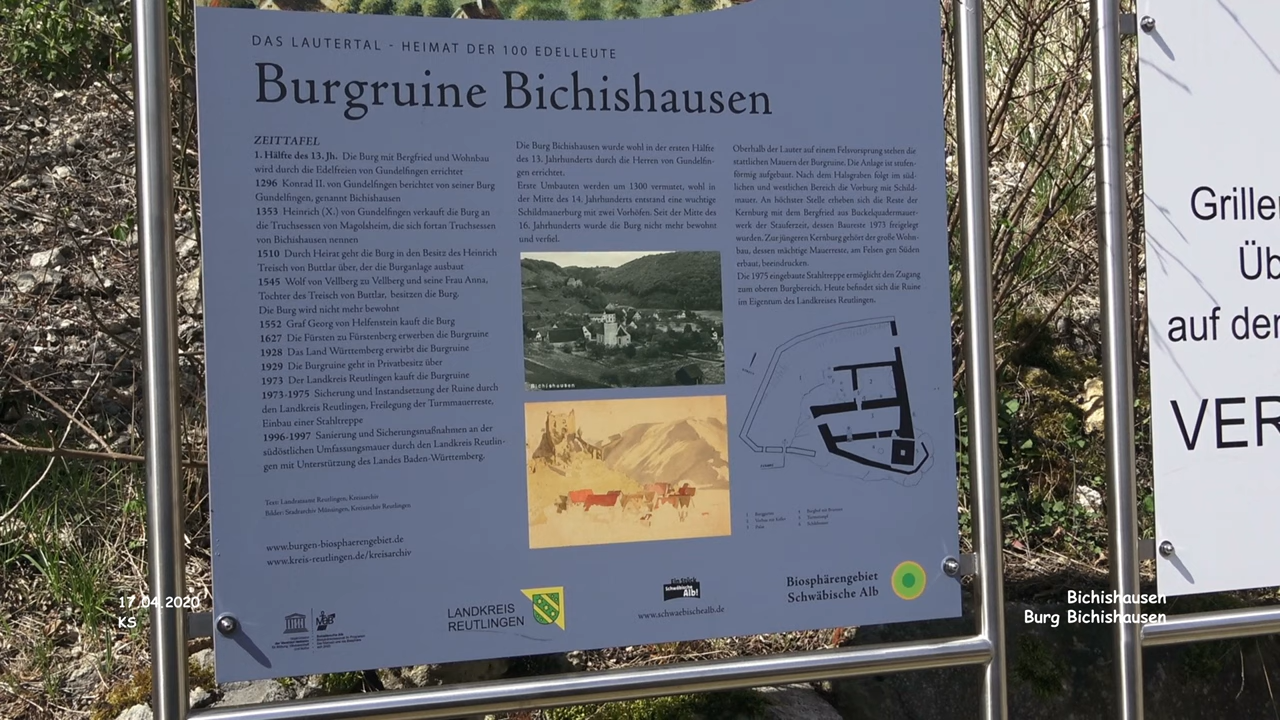 DAS LAUTERTAL - HEIMAT DER 100 EDELLEUTE
Burgruine Bichishausen
ZEITTAFEL
1. Hälfte des 13. Jh. Die Burg mit Bergfried und Wohnbau
wird durch die Edelfreien von Gundelfingen errichtet
1296 Konrad II. von Gundelfingen berichtet von seiner Burg
Gundelfingen, genannt Bichishausen
1353 Heinrich (X.) von Gundelfingen verkauft die Burg an
die Truchsessen von Magolsheim, die sich fortan Truchsessen
von Bichishausen nennen
1510 Durch Heirat geht die Burg in den Besitz des Heinrich
Treisch von Buttlar über, der die Burganlage ausbaut
1545 Wolf von Vellberg zu Vellberg und seine Frau Anna,
Tochter des Treisch von Buttlar, besitzen die Burg.
Die Burg wird nicht mehr bewohnt
1552 Graf Georg von Helfenstein kauft die Burg
1627 Die Fürsten zu Fürstenberg erwerben die Burgruine
1928 Das Land Württemberg erwirbt die Burgruine
1929 Die Burgruine geht in Privatbesitz über
1973 Der Landkreis Reutlingen kauft die Burgruine
1973-1975 Sicherung und Instandsetzung der Ruine durch
den Landkreis Reutlingen, Freilegung der Turmmauerreste,
Einbau einer Stahltreppe
1996-1997 Sanierung und Sicherungsmaßnahmen an der
südöstlichen Umfassungsmauer durch den Landkreis Reutlin-
gen mit Unterstützung des Landes Baden-Württemberg.
Text: Landratsamt Reutlingen, Kreisarchiv
Bilder: Stadtarchiv Münsingen, Kreisarchiv Reutlingen
www.burgen-biosphaerengebiet.de
www.kreis-reutlingen.de/kreisarchiv
Die Burg Bichishausen wurde wohl in der ersten Hälfte
des 13. Jahrhunderts durch die Herren von Gundelfin-
gen errichtet.
Erste Umbauten werden um 1300 vermutet, wohl in
der Mitte des 14. Jahrhunderts entstand eine wuchtige
Schildmauerburg mit zwei Vorhöfen. Seit der Mitte des
16. Jahrhunderts wurde die Burg nicht mehr bewohnt
und verfiel.
Bichishausen
Oberhalb der Lauter auf einem Felsvorsprung stehen die
stattlichen Mauern der Burgruine. Die Anlage ist stufen-
förmig aufgebaut. Nach dem Halsgraben folgt im süd-
lichen und westlichen Bereich die Vorburg mit Schild-
mauer. An höchster Stelle erheben sich die Reste der
Kernburg mit dem Bergfried aus Buckelquadermauer-
werk der Stauferzeit, dessen Baureste 1973 freigelegt
wurden. Zur jüngeren Kernburg gehört der große Wohn-
bau, dessen mächtige Mauerreste, am Felsen gen Süden
erbaut, beeindrucken.
Die 1975 eingebaute Stahltreppe ermöglicht den Zugang
zum oberen Burgbereich. Heute befindet sich die Ruine
im Eigentum des Landkreises Reutlingen.
LANDKREIS
REUTLINGEN
Ein Stück
schwäbische
Alb!
www.schwaebischealb.de
Biosphärengebiet
Schwäbische Alb
Grille
Üb
auf der
VER
17.04.2020
KS
Bichishausen
Burg Bichishausen